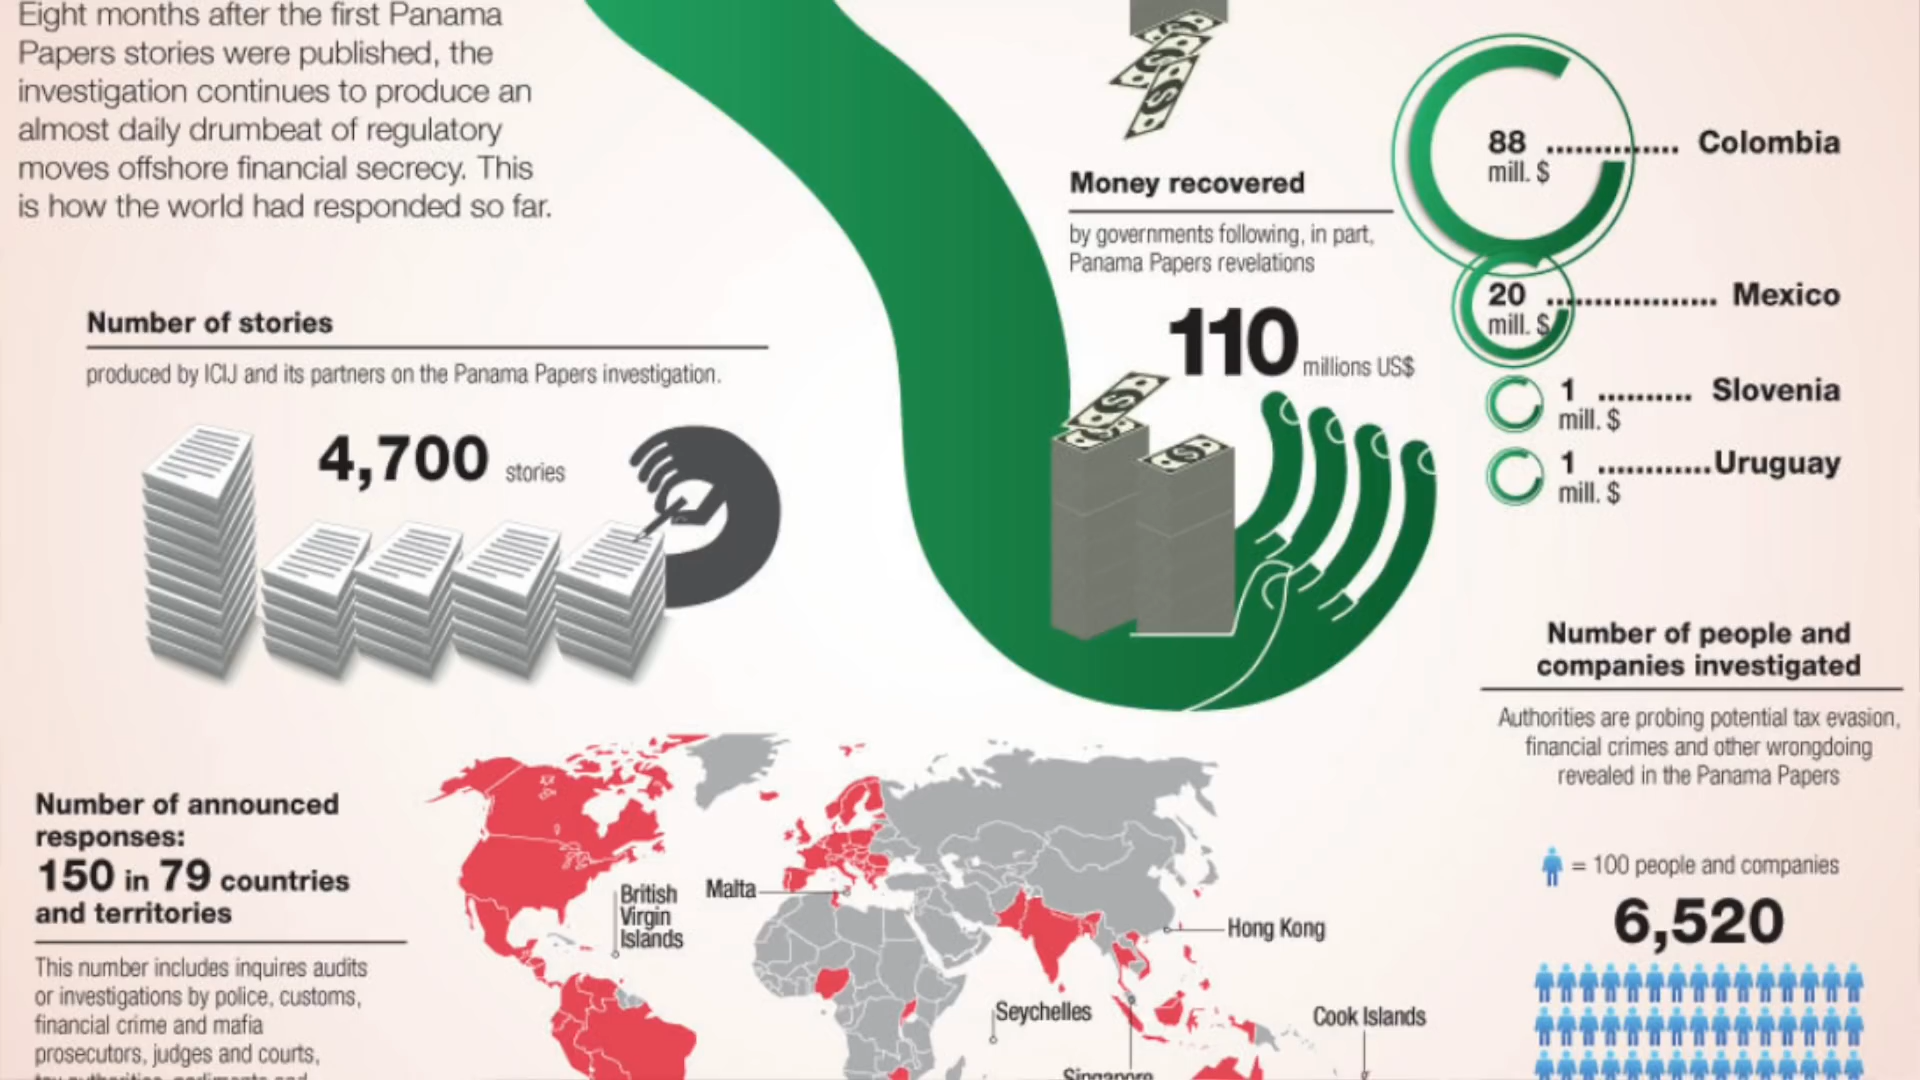 Eight months after the first Panama
Papers stories were published, the
investigation continues to produce an
almost daily drumbeat of regulatory
moves offshore financial secrecy. This
is how the world had responded so far.
Number of stories
produced by ICIJ and its partners on the Panama Papers investigation.
4,700 stories
Money recovered
by governments following, in part,
Panama Papers revelations
110 millions US$
88 mill. $ .............. Colombia
20 mill. $ .................. Mexico
1 mill. $ .......... Slovenia
1 mill. $ ............Uruguay
Number of people and
companies investigated
Authorities are probing potential tax evasion,
financial crimes and other wrongdoing
revealed in the Panama Papers
= 100 people and companies
6,520
Number of announced
responses:
150 in 79 countries
and territories
This number includes inquires audits
or investigations by police, customs,
financial crime and mafia
prosecutors, judges and courts,
British
Virgin
Islands
Malta
Hong Kong
Seychelles
Cook Islands
Singapore